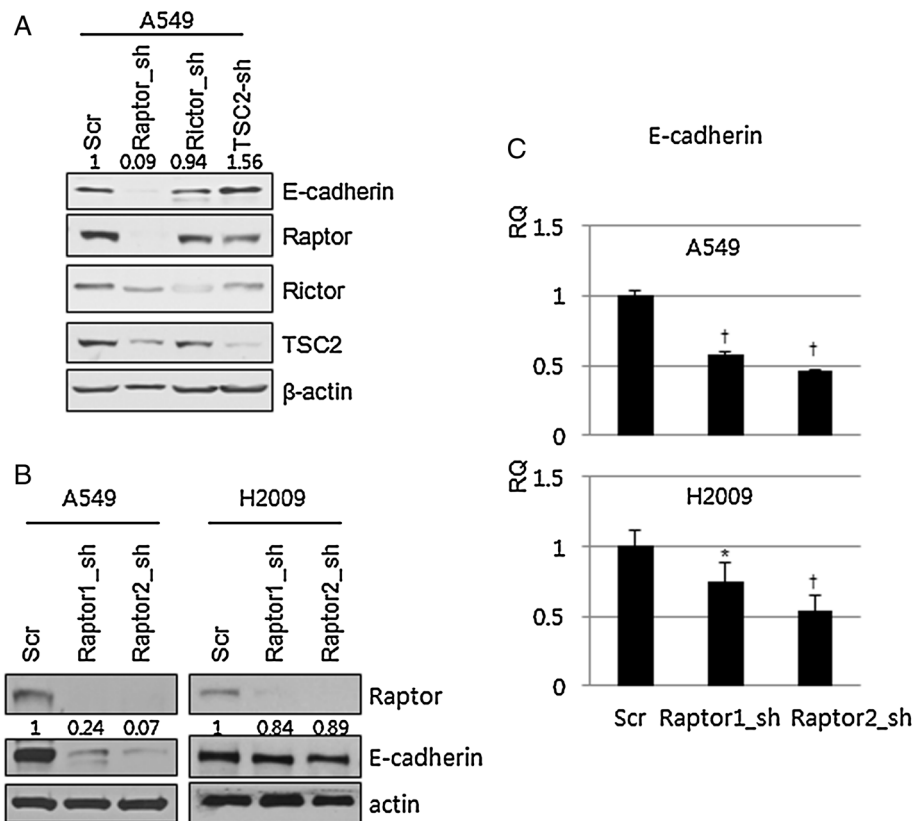 A
A549
Scr
Raptor_sh
Rictor_sh
TSC2-sh
1 0.09 0.94 1.56
E-cadherin
Raptor
Rictor
TSC2
β-actin
B
A549 H2009
Scr
Raptor1_sh
Raptor2_sh
Scr
Raptor1_sh
Raptor2_sh
Raptor
1 0.24 0.07 1 0.84 0.89
E-cadherin
actin
C
E-cadherin
RQ
1.5
A549
1
†
†
0.5
0
RQ
1.5
H2009
1
*
†
0.5
0
Scr Raptor1_sh Raptor2_sh